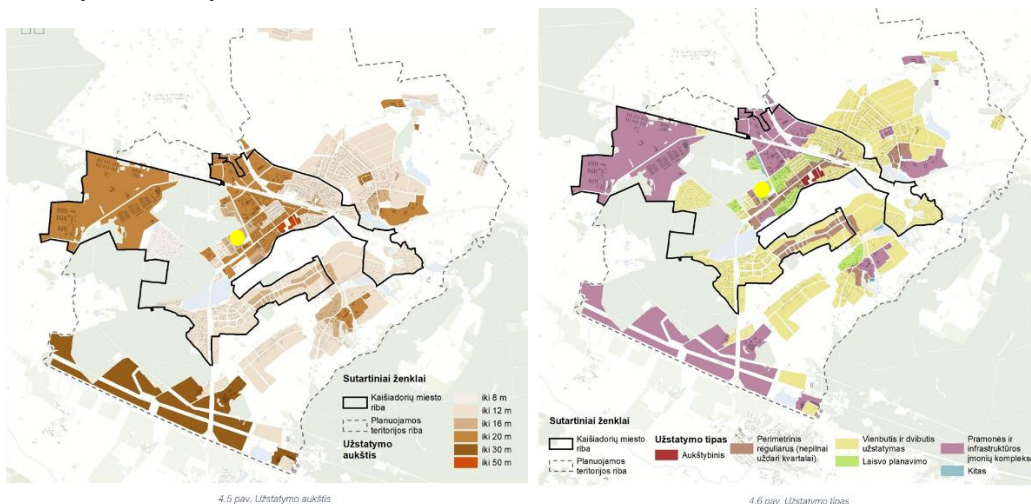 Sutartiniai ženklai
Kaišiadorių miesto
riba
Planuojamos
teritorijos riba
Užstatymo
aukštis
iki 8 m
iki 12 m
iki 16 m
iki 20 m
iki 30 m
iki 50 m
4.5 pav. Užstatymo aukštis
Sutartiniai ženklai
Kaišiadorių miesto
riba
Planuojamos
teritorijos riba
Užstatymo tipas
Aukštybinis
Perimetrinis
reguliarus (nepilnai
uždari kvartalai)
Vienbutis ir dvibutis
užstatymas
Laisvo planavimo
Pramonės ir
infrastruktūros
įmonių kompleksa
Kitas
4.6 pav. Užstatymo tipas